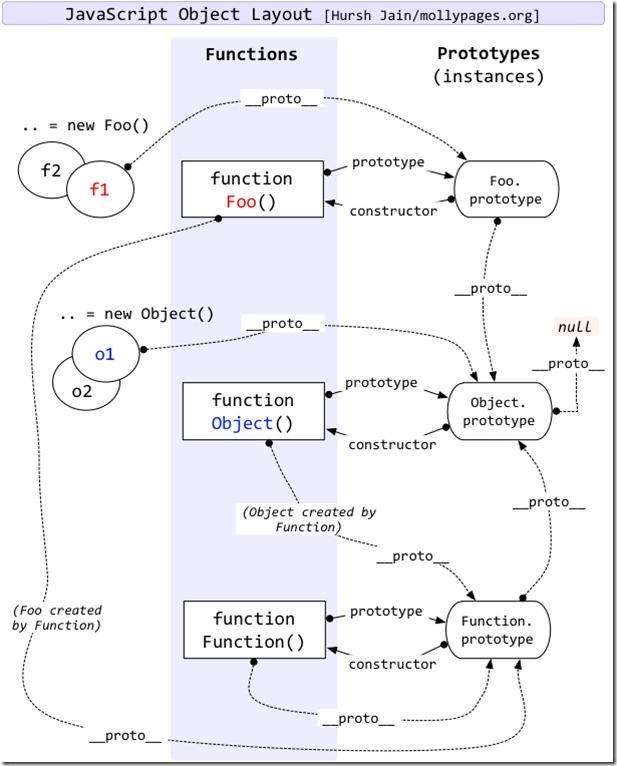 JavaScript Object Layout [Hursh Jain/mollypages.org]
Functions
Prototypes
(instances)
__proto__
.. = new Foo()
f2
f1
function
Foo()
prototype
constructor
Foo.
prototype
__proto__
.. = new Object()
__proto__
null
__proto__
o1
o2
function
Object()
prototype
constructor
Object.
prototype
(Object created by
Function)
__proto__
__proto__
(Foo created
by Function)
function
Function()
prototype
constructor
Function.
prototype
__proto__
__proto__